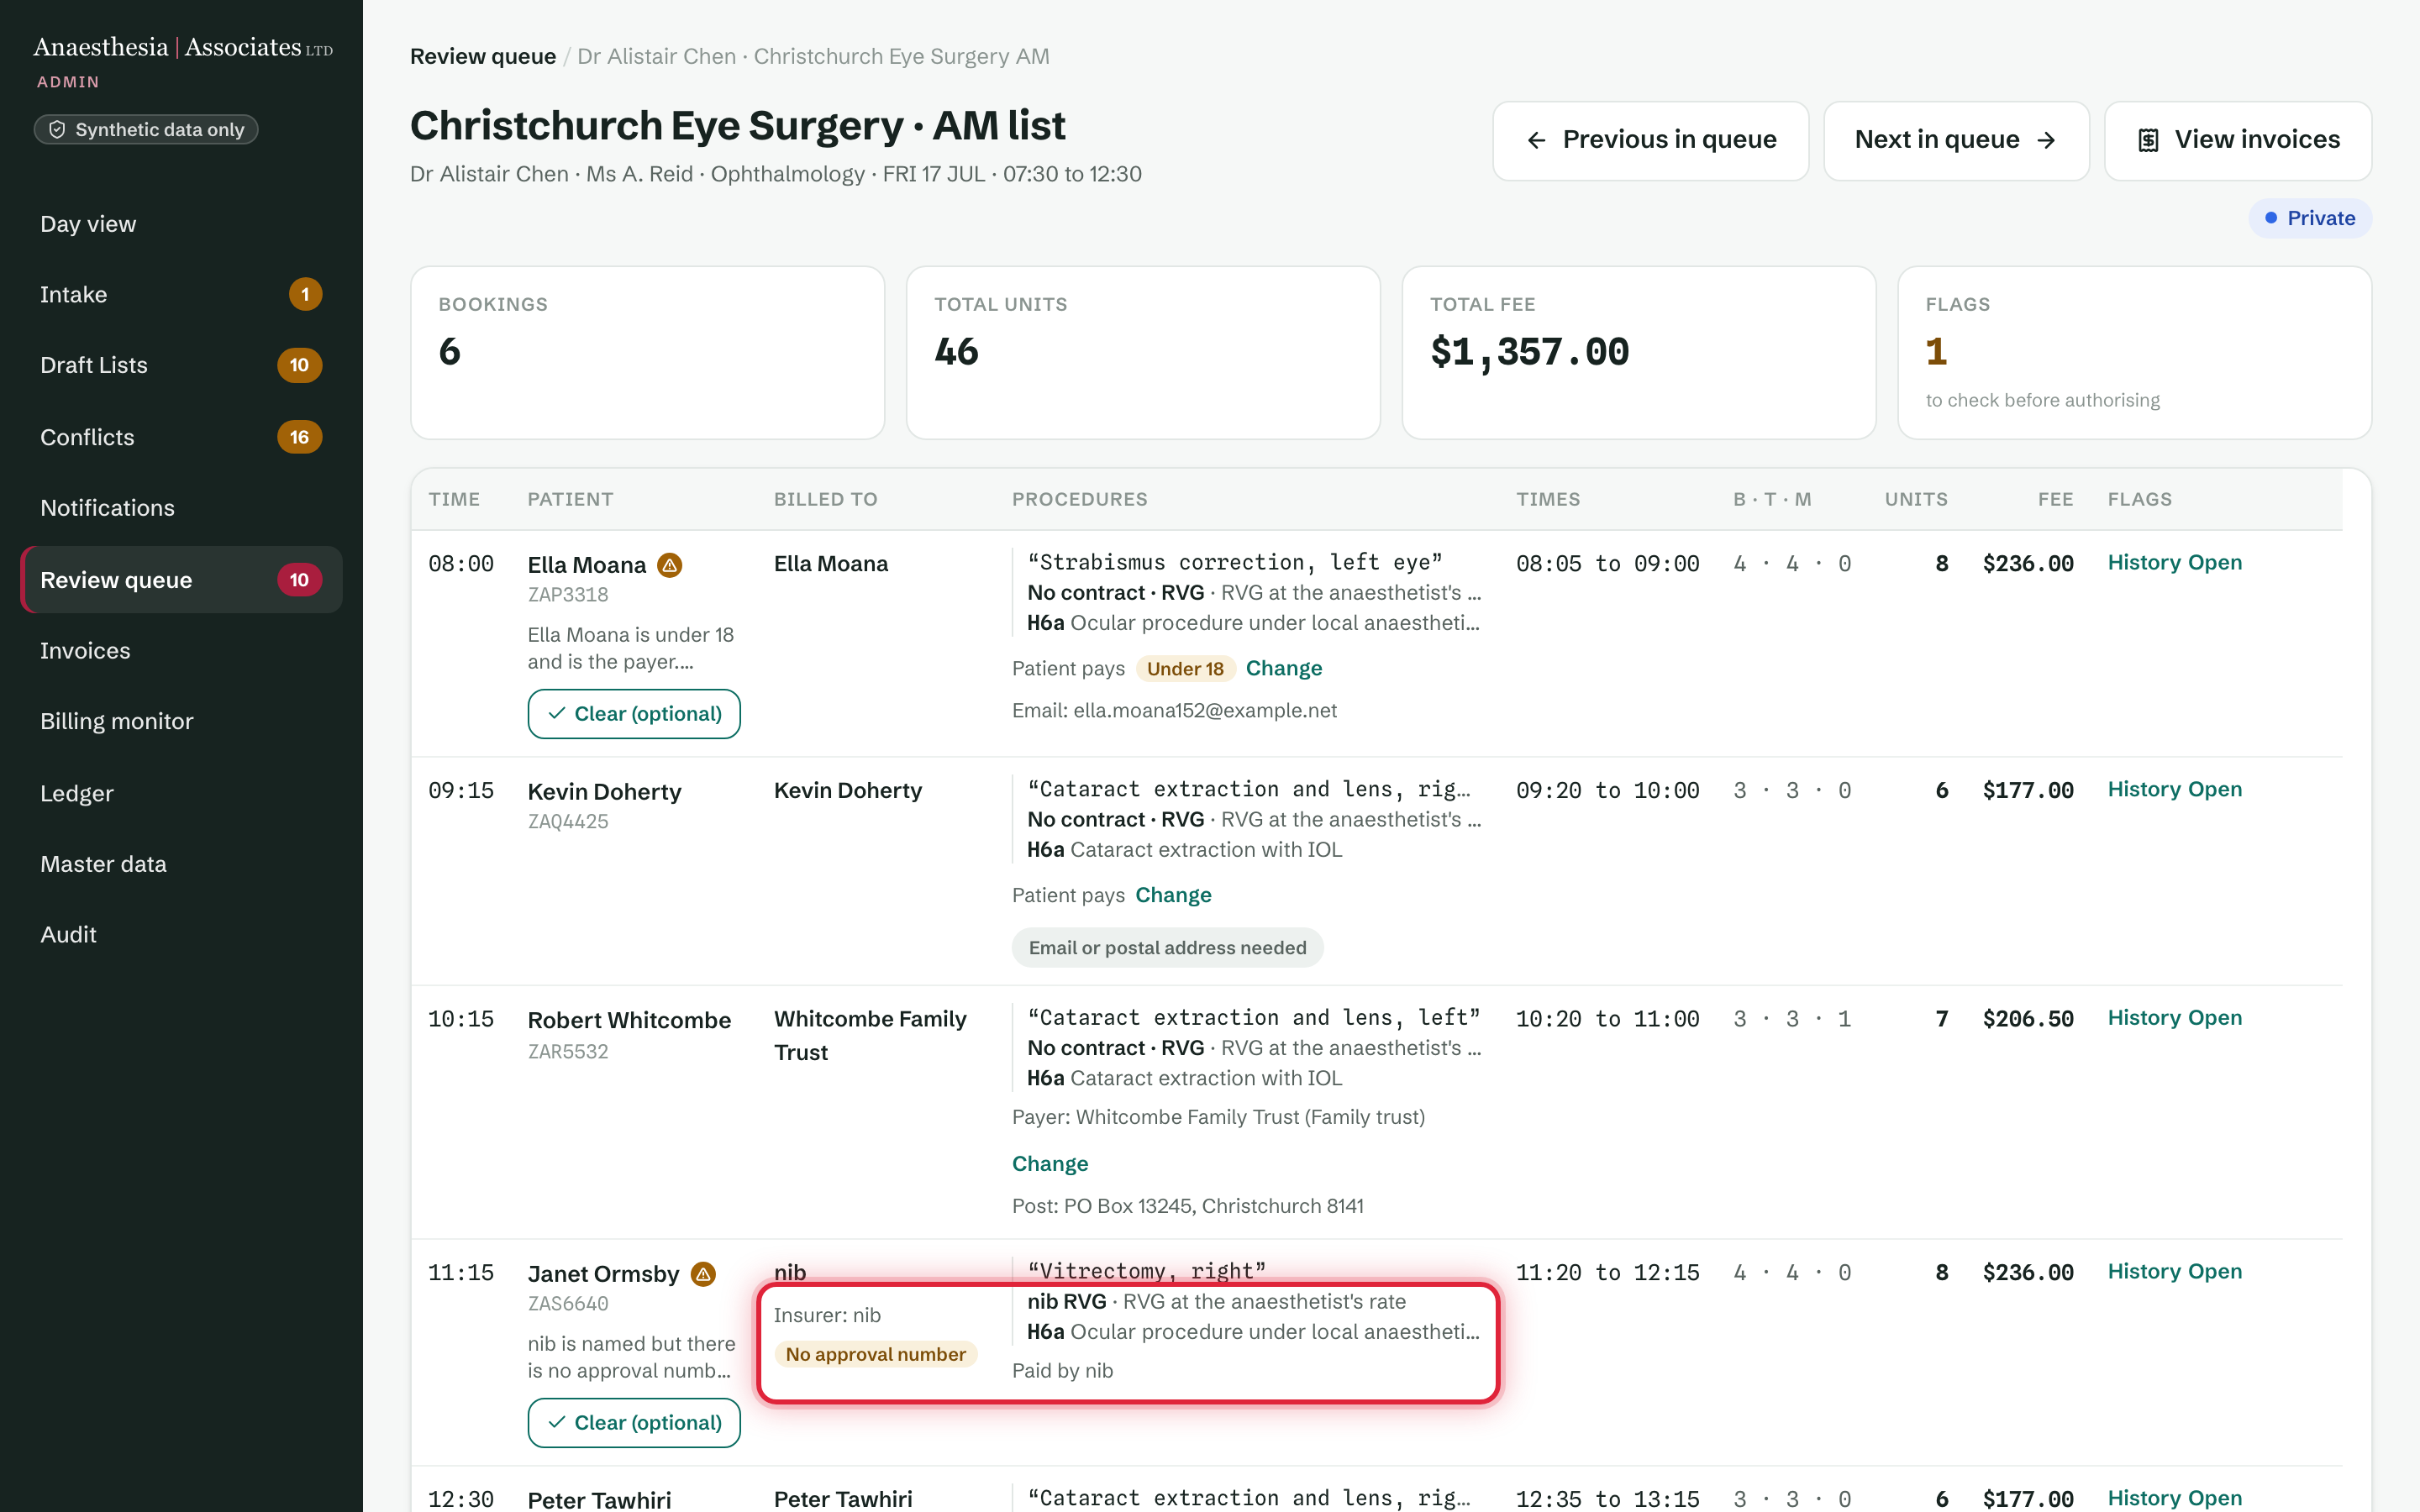 Anaesthesia | Associates LTD
ADMIN
Synthetic data only
Day view
Intake 1
Draft Lists 10
Conflicts 16
Notifications
Review queue 10
Invoices
Billing monitor
Ledger
Master data
Audit
Review queue / Dr Alistair Chen · Christchurch Eye Surgery AM
Christchurch Eye Surgery · AM list
Dr Alistair Chen · Ms A. Reid · Ophthalmology · FRI 17 JUL · 07:30 to 12:30
← Previous in queue
Next in queue →
View invoices
Private
BOOKINGS
6
TOTAL UNITS
46
TOTAL FEE
$1,357.00
FLAGS
1
to check before authorising
TIME PATIENT BILLED TO PROCEDURES TIMES B · T · M UNITS FEE FLAGS
08:00 Ella Moana Ella Moana “Strabismus correction, left eye” 08:05 to 09:00 4 · 4 · 0 8 $236.00 History Open
ZAP3318 No contract · RVG · RVG at the anaesthetist's ...
H6a Ocular procedure under local anaestheti...
Ella Moana is under 18
and is the payer....
Patient pays Under 18 Change
Clear (optional)
Email: ella.moana152@example.net
09:15 Kevin Doherty Kevin Doherty “Cataract extraction and lens, rig... 09:20 to 10:00 3 · 3 · 0 6 $177.00 History Open
ZAQ4425 No contract · RVG · RVG at the anaesthetist's ...
H6a Cataract extraction with IOL
Patient pays Change
Email or postal address needed
10:15 Robert Whitcombe Whitcombe Family “Cataract extraction and lens, left” 10:20 to 11:00 3 · 3 · 1 7 $206.50 History Open
ZAR5532 Trust No contract · RVG · RVG at the anaesthetist's ...
H6a Cataract extraction with IOL
Payer: Whitcombe Family Trust (Family trust)
Change
Post: PO Box 13245, Christchurch 8141
11:15 Janet Ormsby nib “Vitrectomy, right” 11:20 to 12:15 4 · 4 · 0 8 $236.00 History Open
ZAS6640 Insurer: nib nib RVG · RVG at the anaesthetist's rate
H6a Ocular procedure under local anaestheti...
nib is named but there
is no approval numb...
No approval number
Paid by nib
Clear (optional)
12:30 Peter Tawhiri Peter Tawhiri “Cataract extraction and lens, rig... 12:35 to 13:15 3 · 3 · 0 6 $177.00 History Open